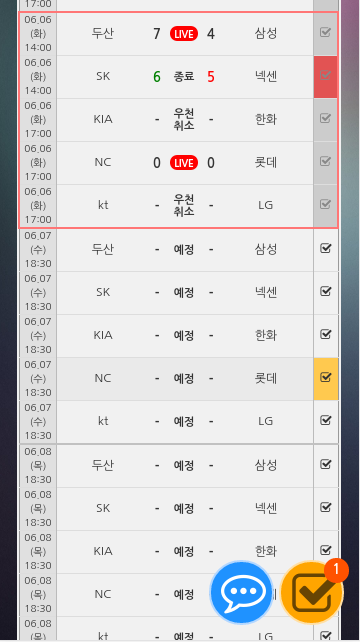 17:00
06.06
(화)
14:00
두산 7 LIVE 4 삼성
06.06
(화)
14:00
SK 6 종료 5 넥센
06.06
(화)
17:00
KIA - 우천
취소 - 한화
06.06
(화)
17:00
NC 0 LIVE 0 롯데
06.06
(화)
17:00
kt - 우천
취소 - LG
06.07
(수)
18:30
두산 - 예정 - 삼성
06.07
(수)
18:30
SK - 예정 - 넥센
06.07
(수)
18:30
KIA - 예정 - 한화
06.07
(수)
18:30
NC - 예정 - 롯데
06.07
(수)
18:30
kt - 예정 - LG
06.08
(목)
18:30
두산 - 예정 - 삼성
06.08
(목)
18:30
SK - 예정 - 넥센
06.08
(목)
18:30
KIA - 예정 - 한화
06.08
(목)
18:30
NC - 예정 -
1
06.08
(목)
kt - 예정 - LG